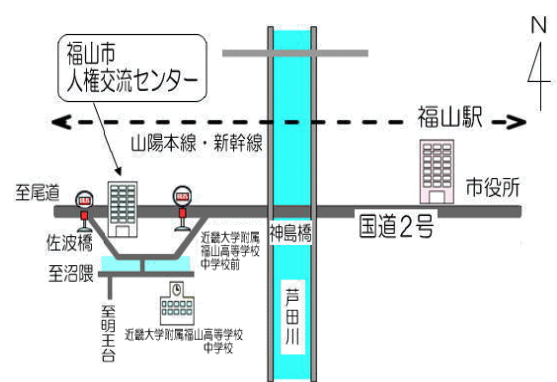 福山市
人権交流センター
N
福山駅
山陽本線・新幹線
至尾道
市役所
佐波橋
近畿大学附属
福山高等学校
中学校前
神島橋
国道2号
至沼隈
芦田川
至明王台
近畿大学附属福山高等学校
中学校